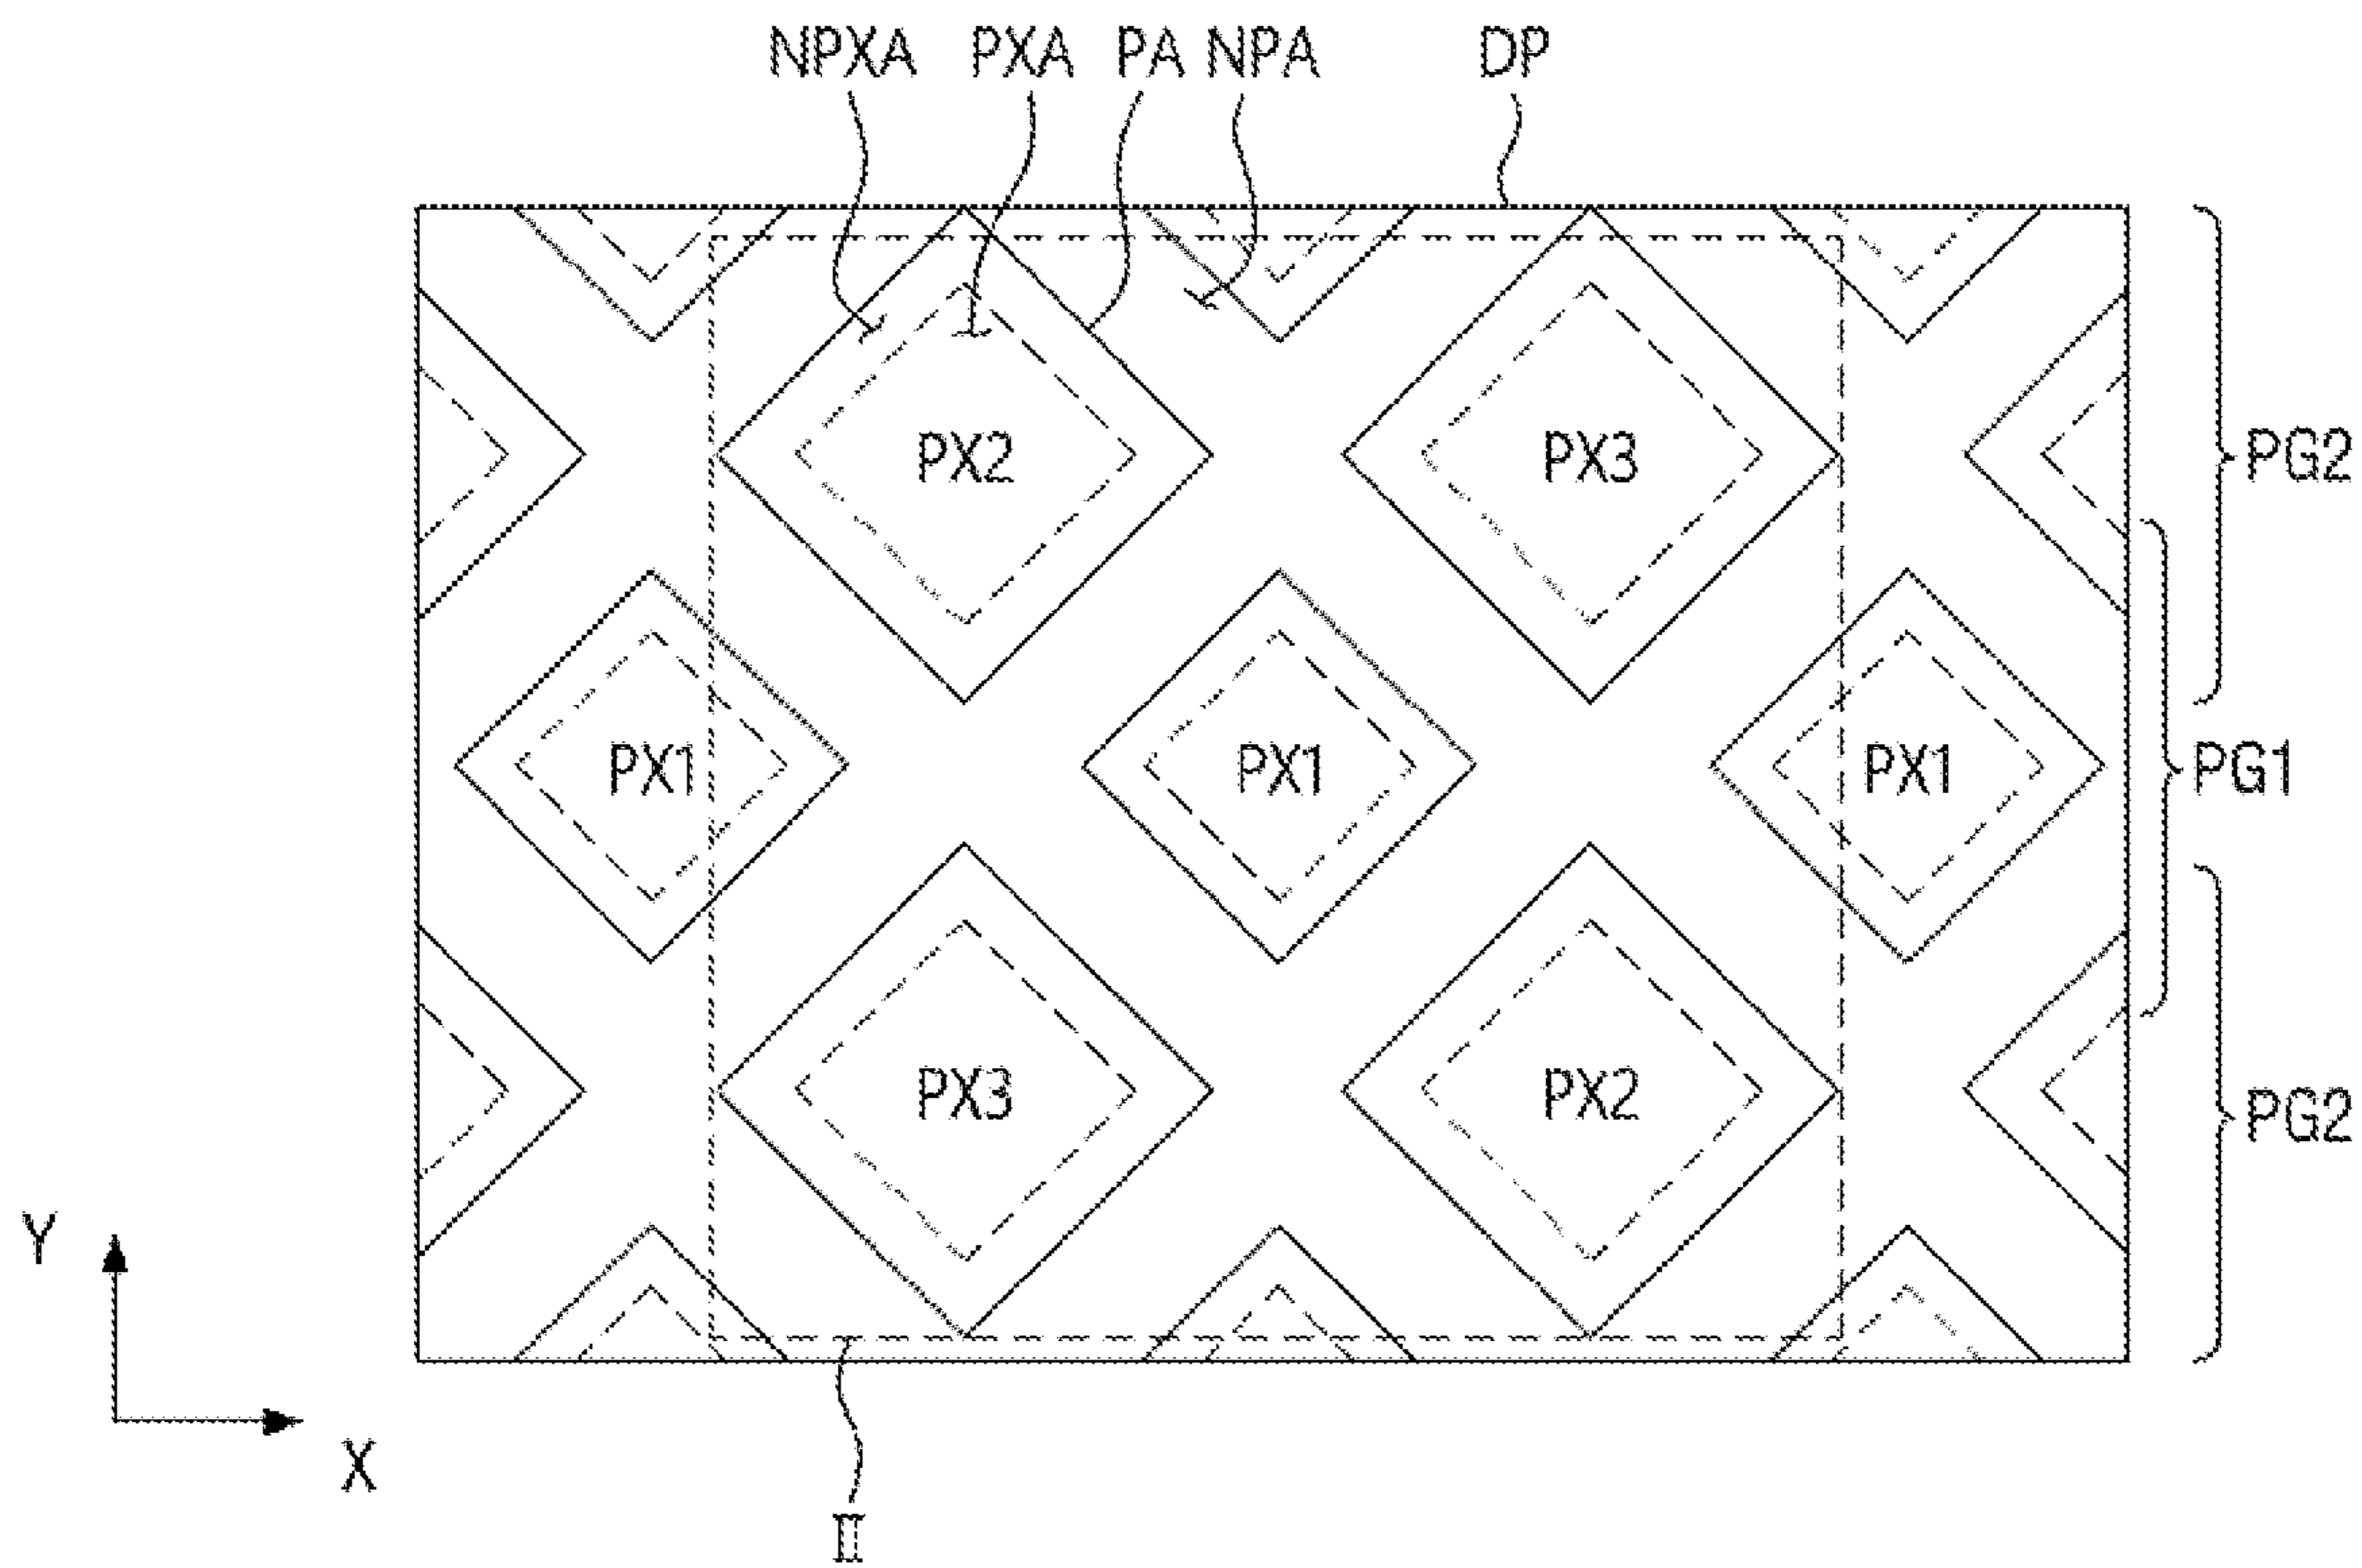 NPXA PXA PA NPA DP
PX2 PX3 PG2
PX1 PX1 PX1 PG1
PX3 PX2 PG2
Y
X
II